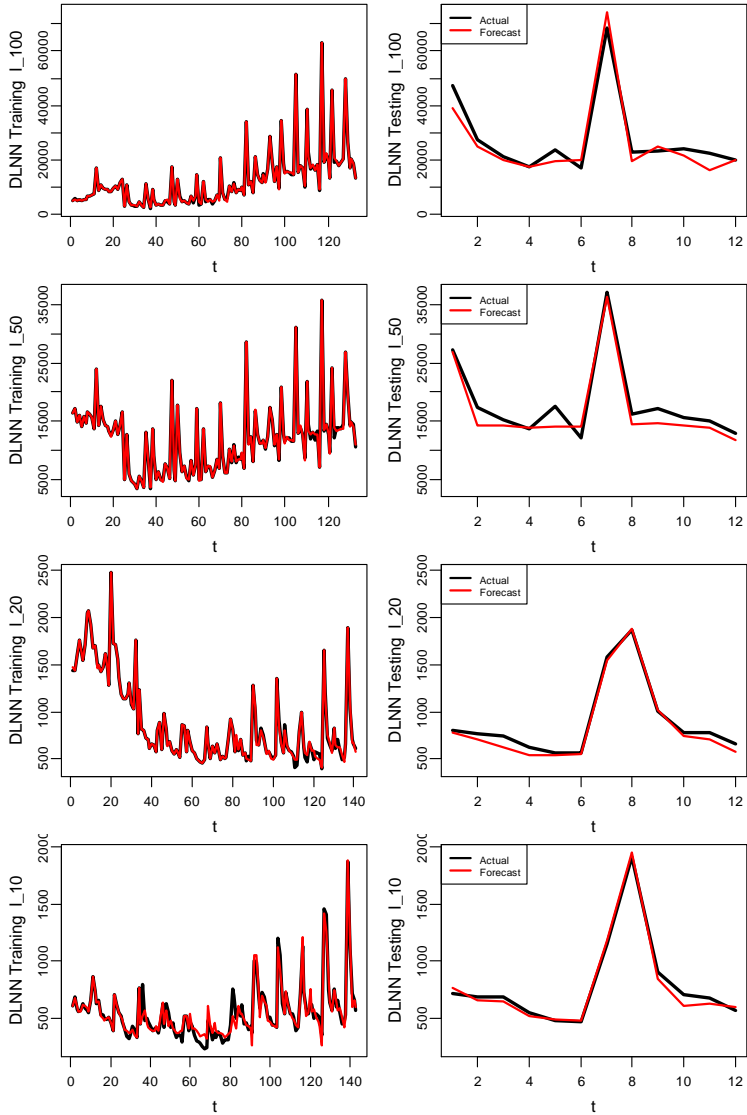 DLNN Training I_100
0 20000 40000 60000
0 20 40 60 80 100 120
t
DLNN Testing I_100
0 20000 40000 60000
Actual
Forecast
2 4 6 8 10 12
t
DLNN Training I_50
5000 15000 25000 35000
0 20 40 60 80 100 120
t
DLNN Testing I_50
5000 15000 25000 35000
Actual
Forecast
2 4 6 8 10 12
t
DLNN Training I_20
500 1000 1500 2000 2500
0 20 40 60 80 100 120 140
t
DLNN Testing I_20
500 1000 1500 2000 2500
Actual
Forecast
2 4 6 8 10 12
t
DLNN Training I_10
500 1000 1500 2000
0 20 40 60 80 100 120 140
t
DLNN Testing I_10
500 1000 1500 2000
Actual
Forecast
2 4 6 8 10 12
t